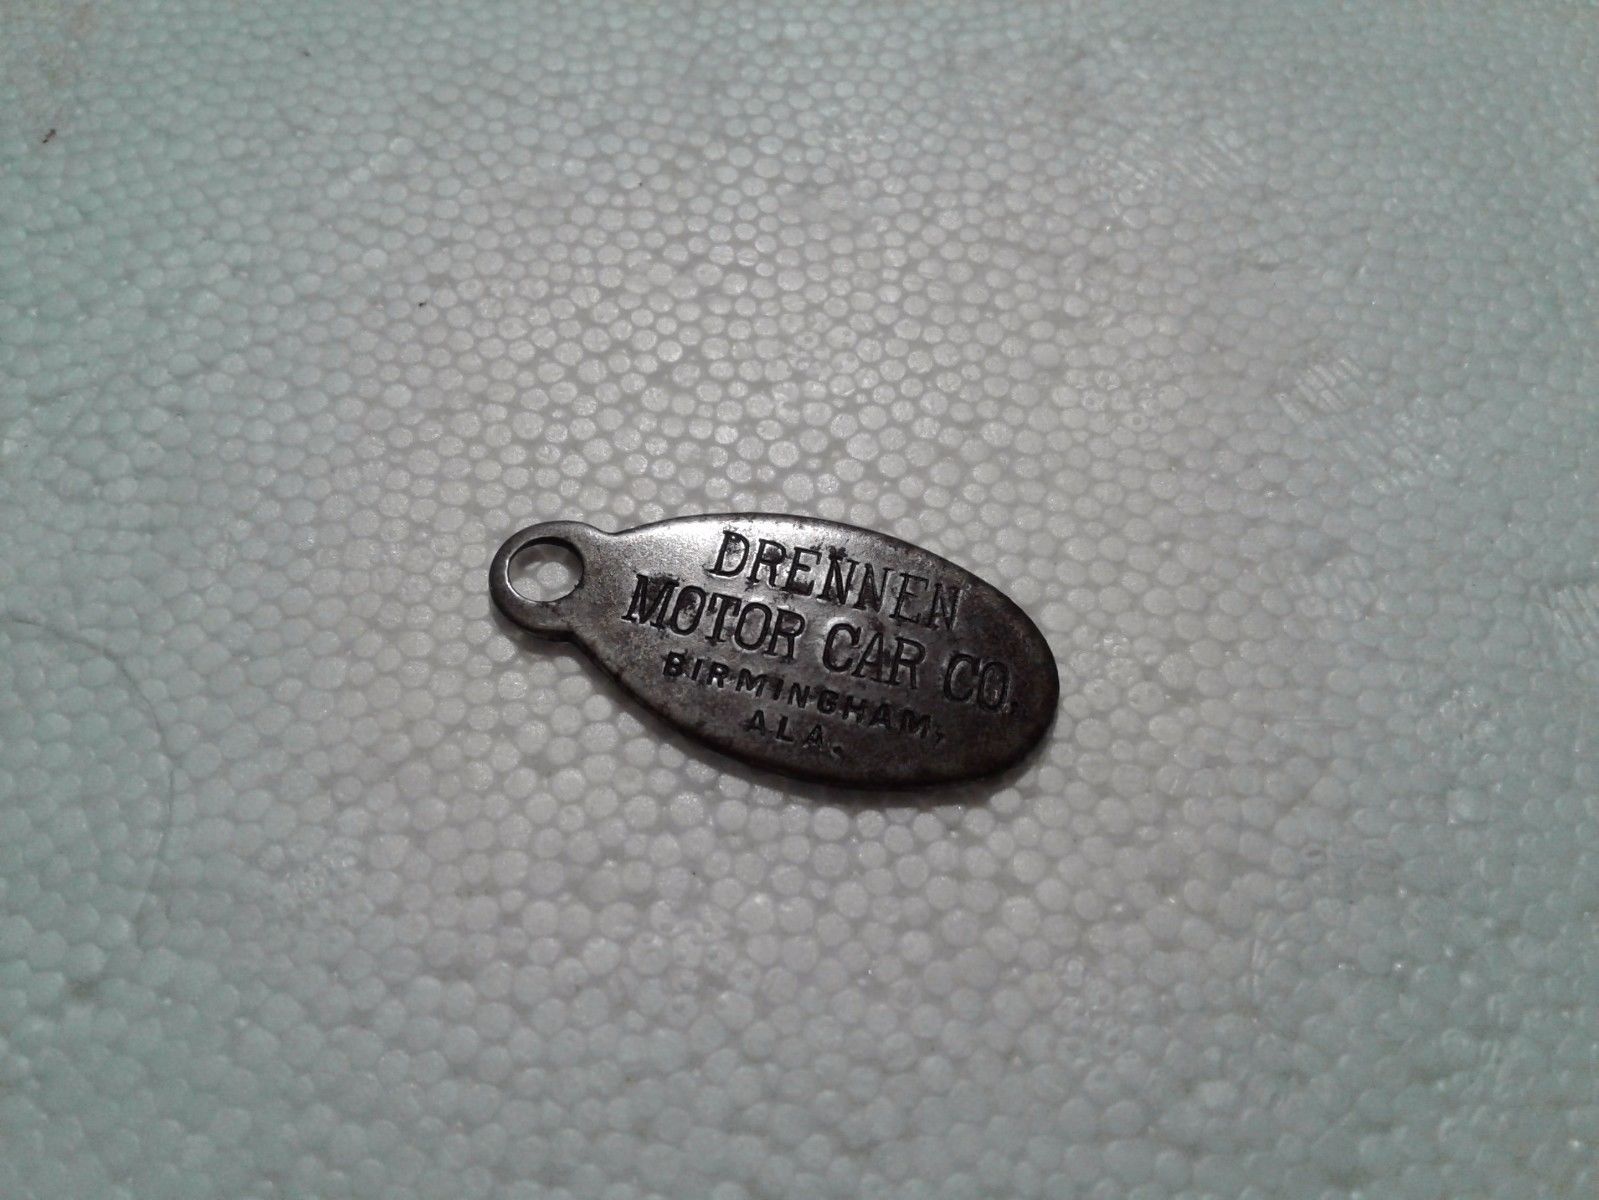 DRENNEN
MOTOR CAR CO.
BIRMINGHAM,
ALA.